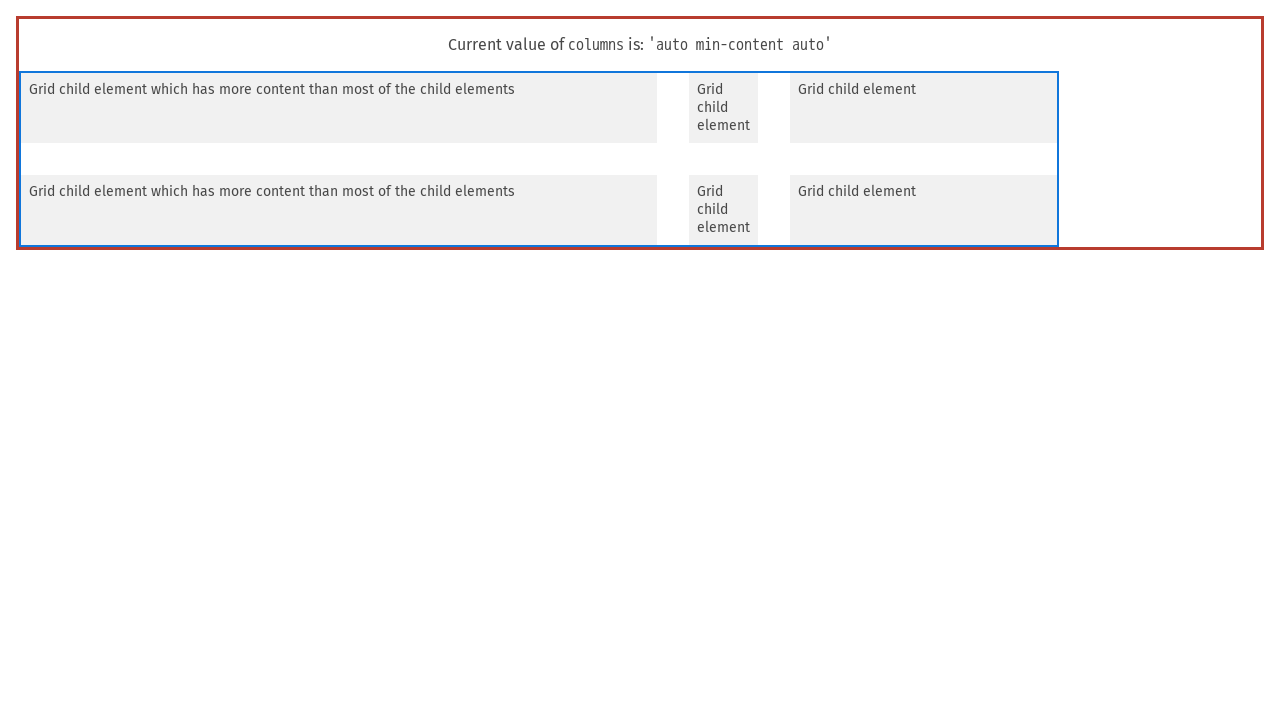 Current value of columns is: 'auto min-content auto'
Grid child element which has more content than most of the child elements
Grid
child
element
Grid child element
Grid child element which has more content than most of the child elements
Grid
child
element
Grid child element